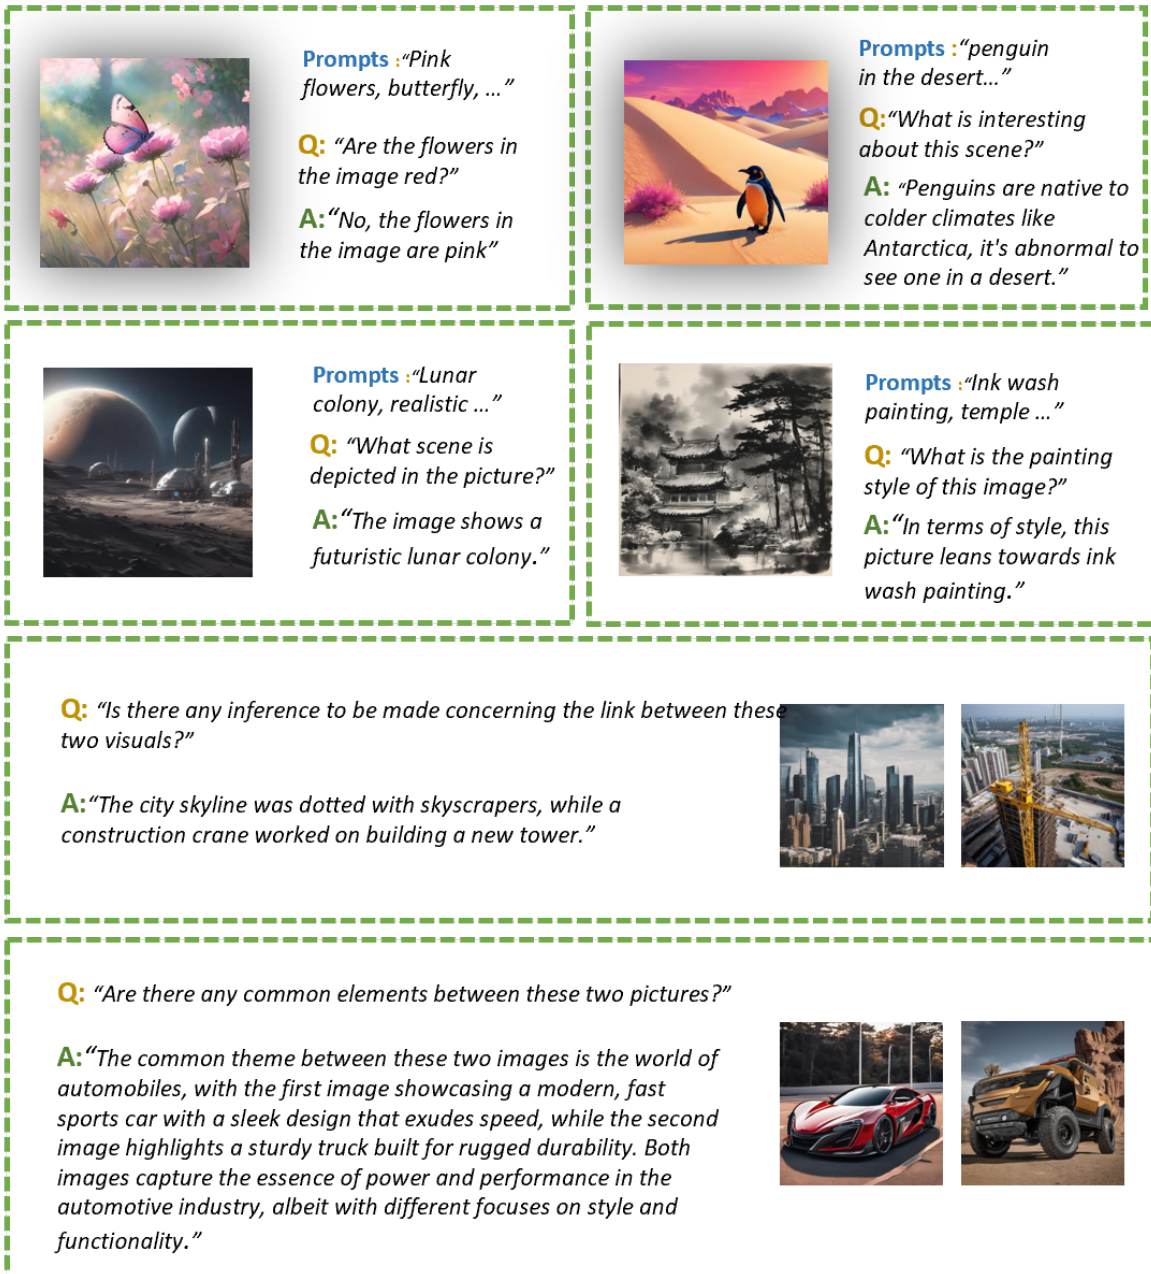 Prompts :“Pink
flowers, butterfly, ...”
Q: “Are the flowers in
the image red?”
A:“No, the flowers in
the image are pink”
Prompts :“penguin
in the desert...”
Q:“What is interesting
about this scene?”
A: “Penguins are native to
colder climates like
Antarctica, it's abnormal to
see one in a desert.”
Prompts :“Lunar
colony, realistic ...”
Q: “What scene is
depicted in the picture?”
A:“The image shows a
futuristic lunar colony.”
Prompts :“Ink wash
painting, temple ...”
Q: “What is the painting
style of this image?”
A:“In terms of style, this
picture leans towards ink
wash painting.”
Q: “Is there any inference to be made concerning the link between these
two visuals?”
A:“The city skyline was dotted with skyscrapers, while a
construction crane worked on building a new tower.”
Q: “Are there any common elements between these two pictures?”
A:“The common theme between these two images is the world of
automobiles, with the first image showcasing a modern, fast
sports car with a sleek design that exudes speed, while the second
image highlights a sturdy truck built for rugged durability. Both
images capture the essence of power and performance in the
automotive industry, albeit with different focuses on style and
functionality.”